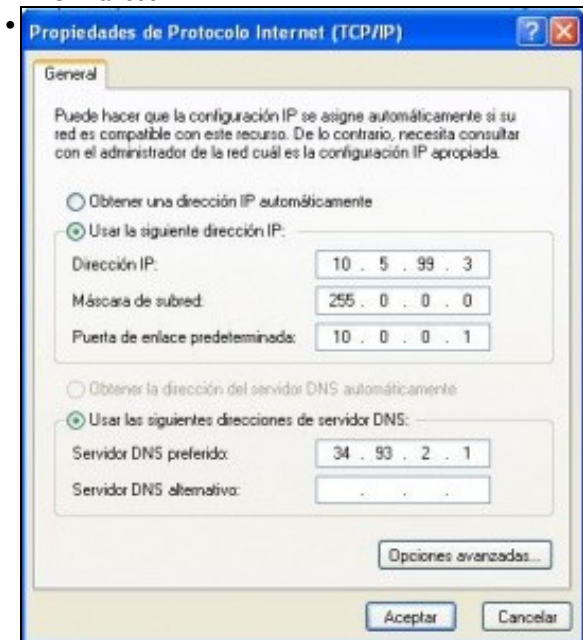 Propiedades de Protocolo Internet (TCP/IP)
General
Puede hacer que la configuración IP se asigne automáticamente si su
red es compatible con este recurso. De lo contrario, necesita consultar
con el administrador de la red cuál es la configuración IP apropiada.
Obtener una dirección IP automáticamente
Usar la siguiente dirección IP:
Dirección IP: 10 . 5 . 99 . 3
Máscara de subred: 255 . 0 . 0 . 0
Puerta de enlace predeterminada: 10 . 0 . 0 . 1
Obtener la dirección del servidor DNS automáticamente
Usar las siguientes direcciones de servidor DNS:
Servidor DNS preferido: 34 . 93 . 2 . 1
Servidor DNS alternativo: . . .
Opciones avanzadas...
Aceptar Cancelar